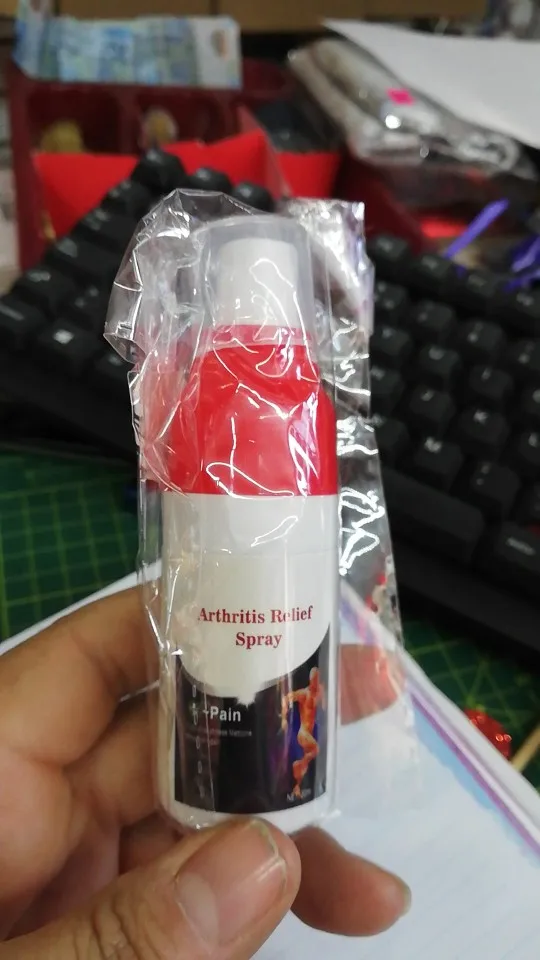 Arthritis Relief
Spray
~Pain